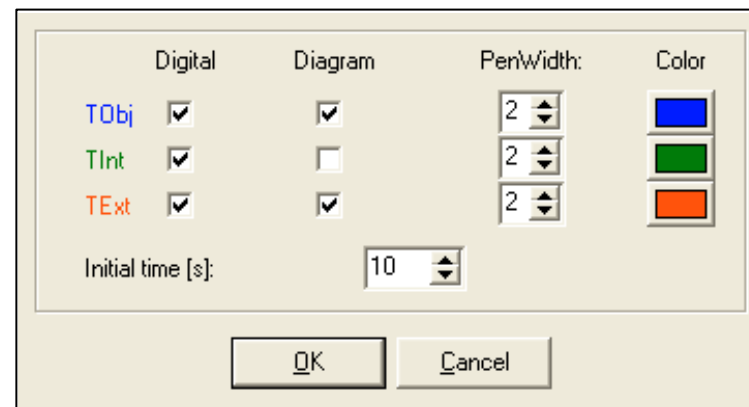 Digital Diagram PenWidth: Color
TObj 2
TInt 2
TExt 2
Initial time [s]: 10
OK Cancel